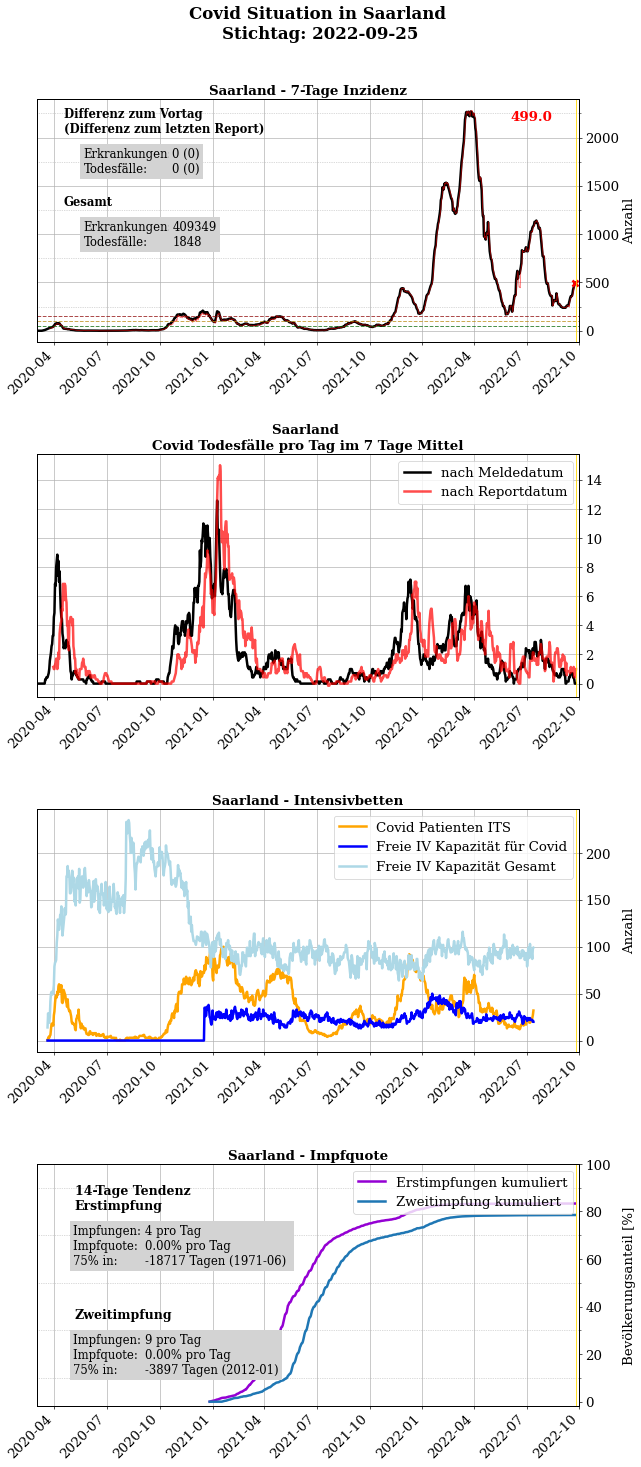 Covid Situation in Saarland
Stichtag: 2022-09-25
Saarland - 7-Tage Inzidenz
Differenz zum Vortag
(Differenz zum letzten Report)
Erkrankungen 0 (0)
Todesfälle: 0 (0)
Gesamt
Erkrankungen 409349
Todesfälle: 1848
499.0
2000
1500
1000
500
0
Anzahl
2020-04 2020-07 2020-10 2021-01 2021-04 2021-07 2021-10 2022-01 2022-04 2022-07 2022-10
Saarland
Covid Todesfälle pro Tag im 7 Tage Mittel
nach Meldedatum
nach Reportdatum
14
12
10
8
6
4
2
0
2020-04 2020-07 2020-10 2021-01 2021-04 2021-07 2021-10 2022-01 2022-04 2022-07 2022-10
Saarland - Intensivbetten
Covid Patienten ITS
Freie IV Kapazität für Covid
Freie IV Kapazität Gesamt
200
150
100
50
0
Anzahl
2020-04 2020-07 2020-10 2021-01 2021-04 2021-07 2021-10 2022-01 2022-04 2022-07 2022-10
Saarland - Impfquote
14-Tage Tendenz
Erstimpfung
Impfungen: 4 pro Tag
Impfquote: 0.00% pro Tag
75% in: -18717 Tagen (1971-06)
Zweitimpfung
Impfungen: 9 pro Tag
Impfquote: 0.00% pro Tag
75% in: -3897 Tagen (2012-01)
Erstimpfungen kumuliert
Zweitimpfung kumuliert
100
80
60
40
20
0
Bevölkerungsanteil [%]
2020-04 2020-07 2020-10 2021-01 2021-04 2021-07 2021-10 2022-01 2022-04 2022-07 2022-10